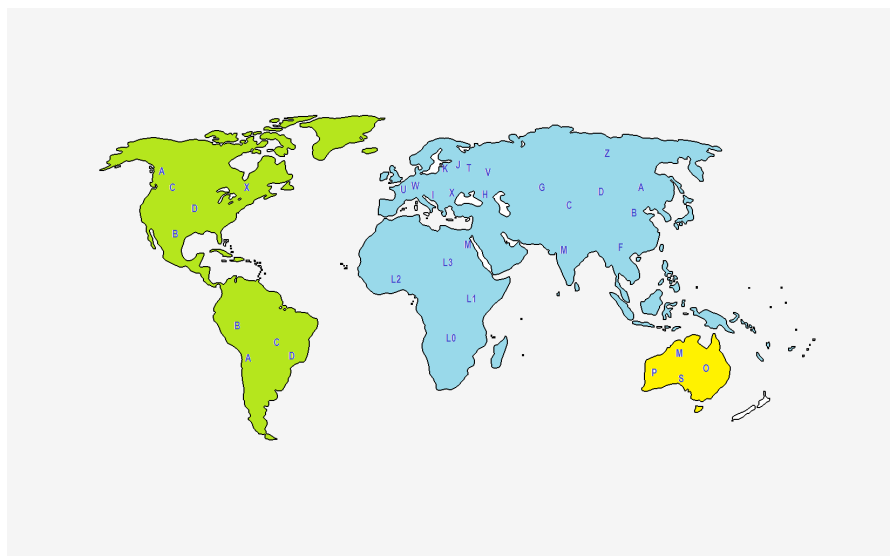 Z
K J T
A V
C X U W I X H G D A
D C B
B M M F
L3
L2 L1
B L0
C M
A D O
P S